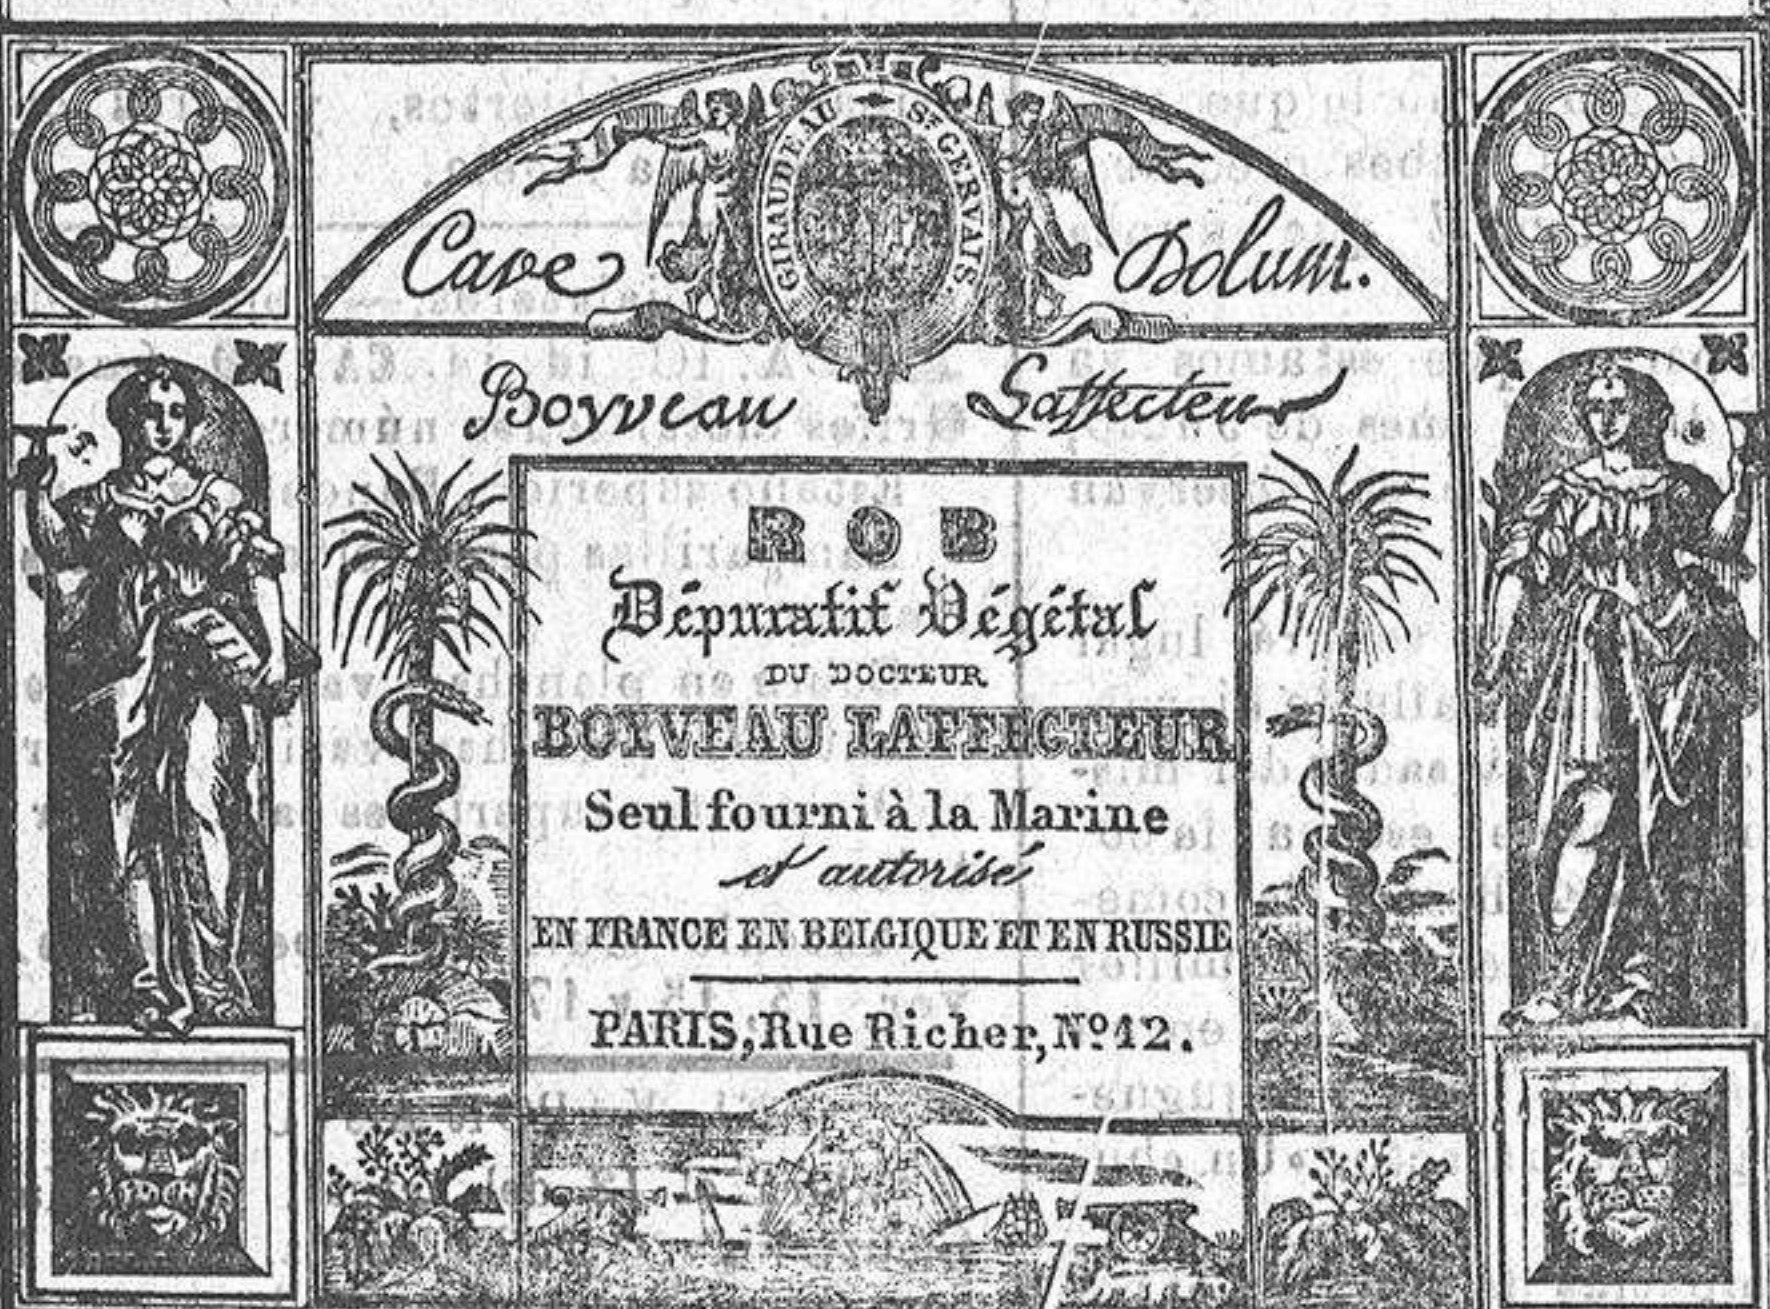 GIRAUDEAU ST GERVAIS.
Cave Dolum.
Boyveau Laffecteur
ROB
Dépuratif Végétal
DU DOCTEUR
BOYVEAU LAFFECTEUR
Seul fourni à la Marine
et autorisé
EN FRANCE EN BELGIQUE ET EN RUSSIE
PARIS, Rue Richer, No 12.